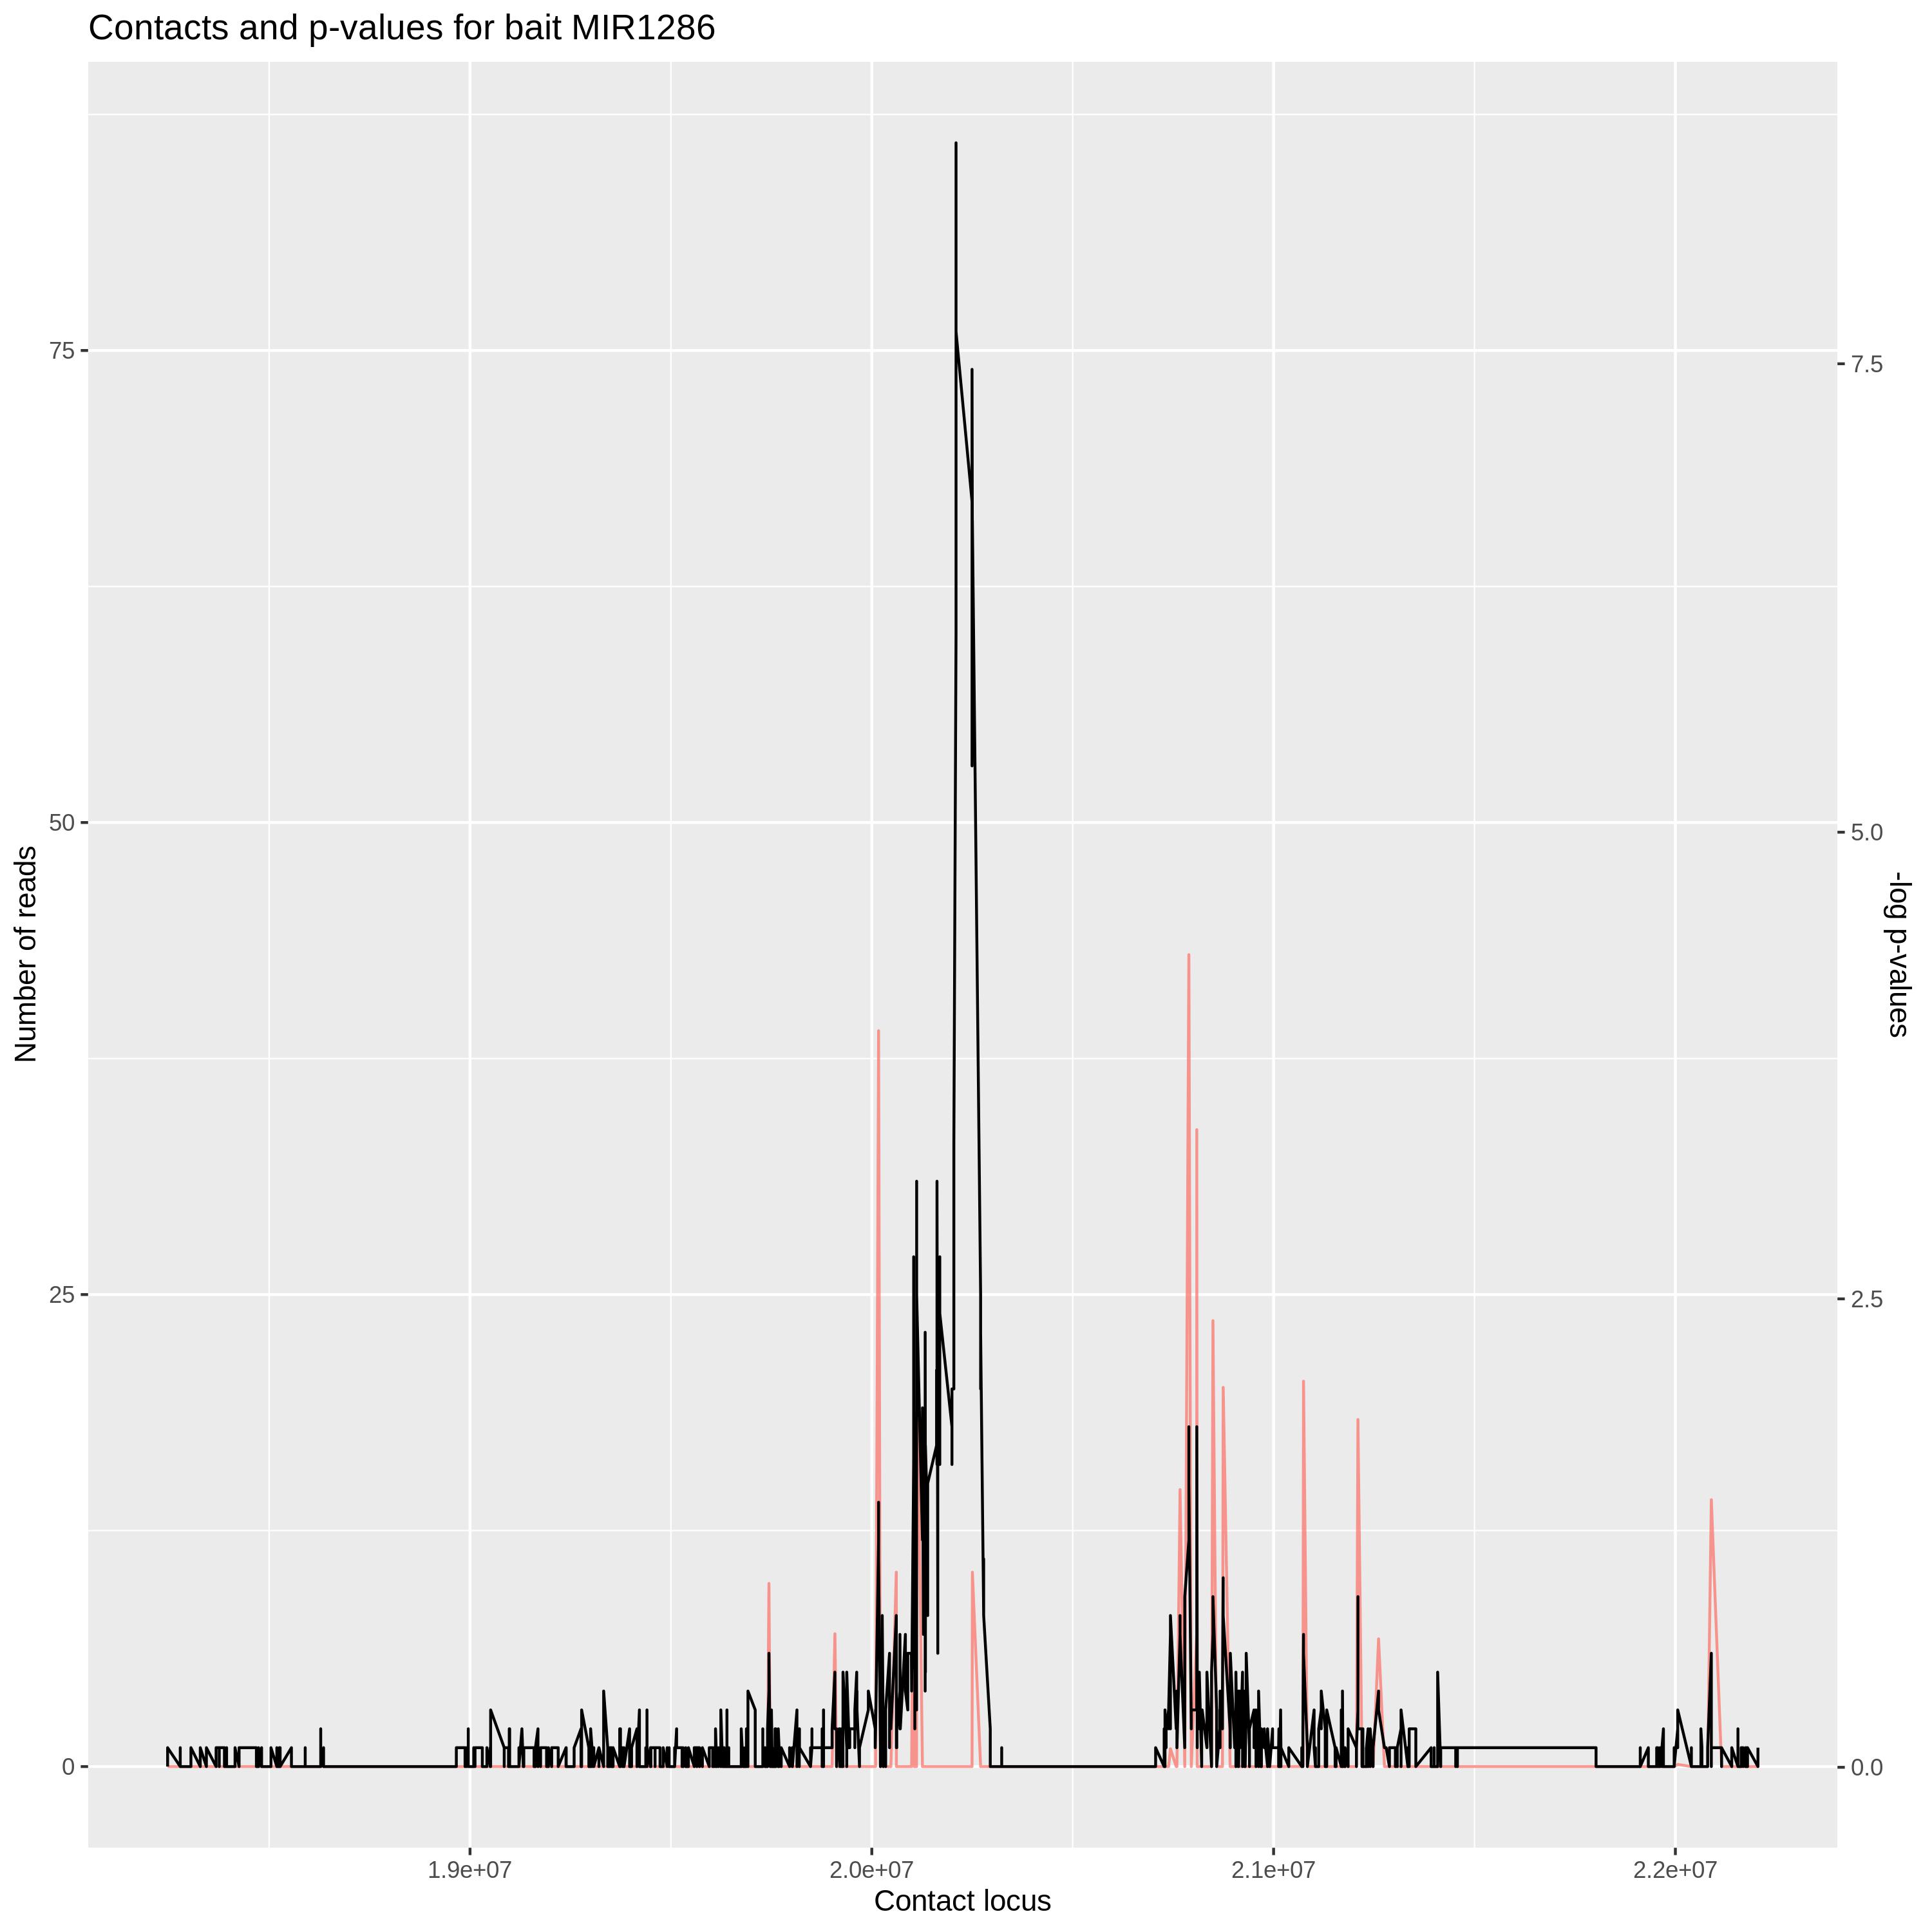 Contacts and p-values for bait MIR1286
Number of reads
75
50
25
0
7.5
5.0
2.5
0.0
-log p-values
1.9e+07
2.0e+07
2.1e+07
2.2e+07
Contact locus